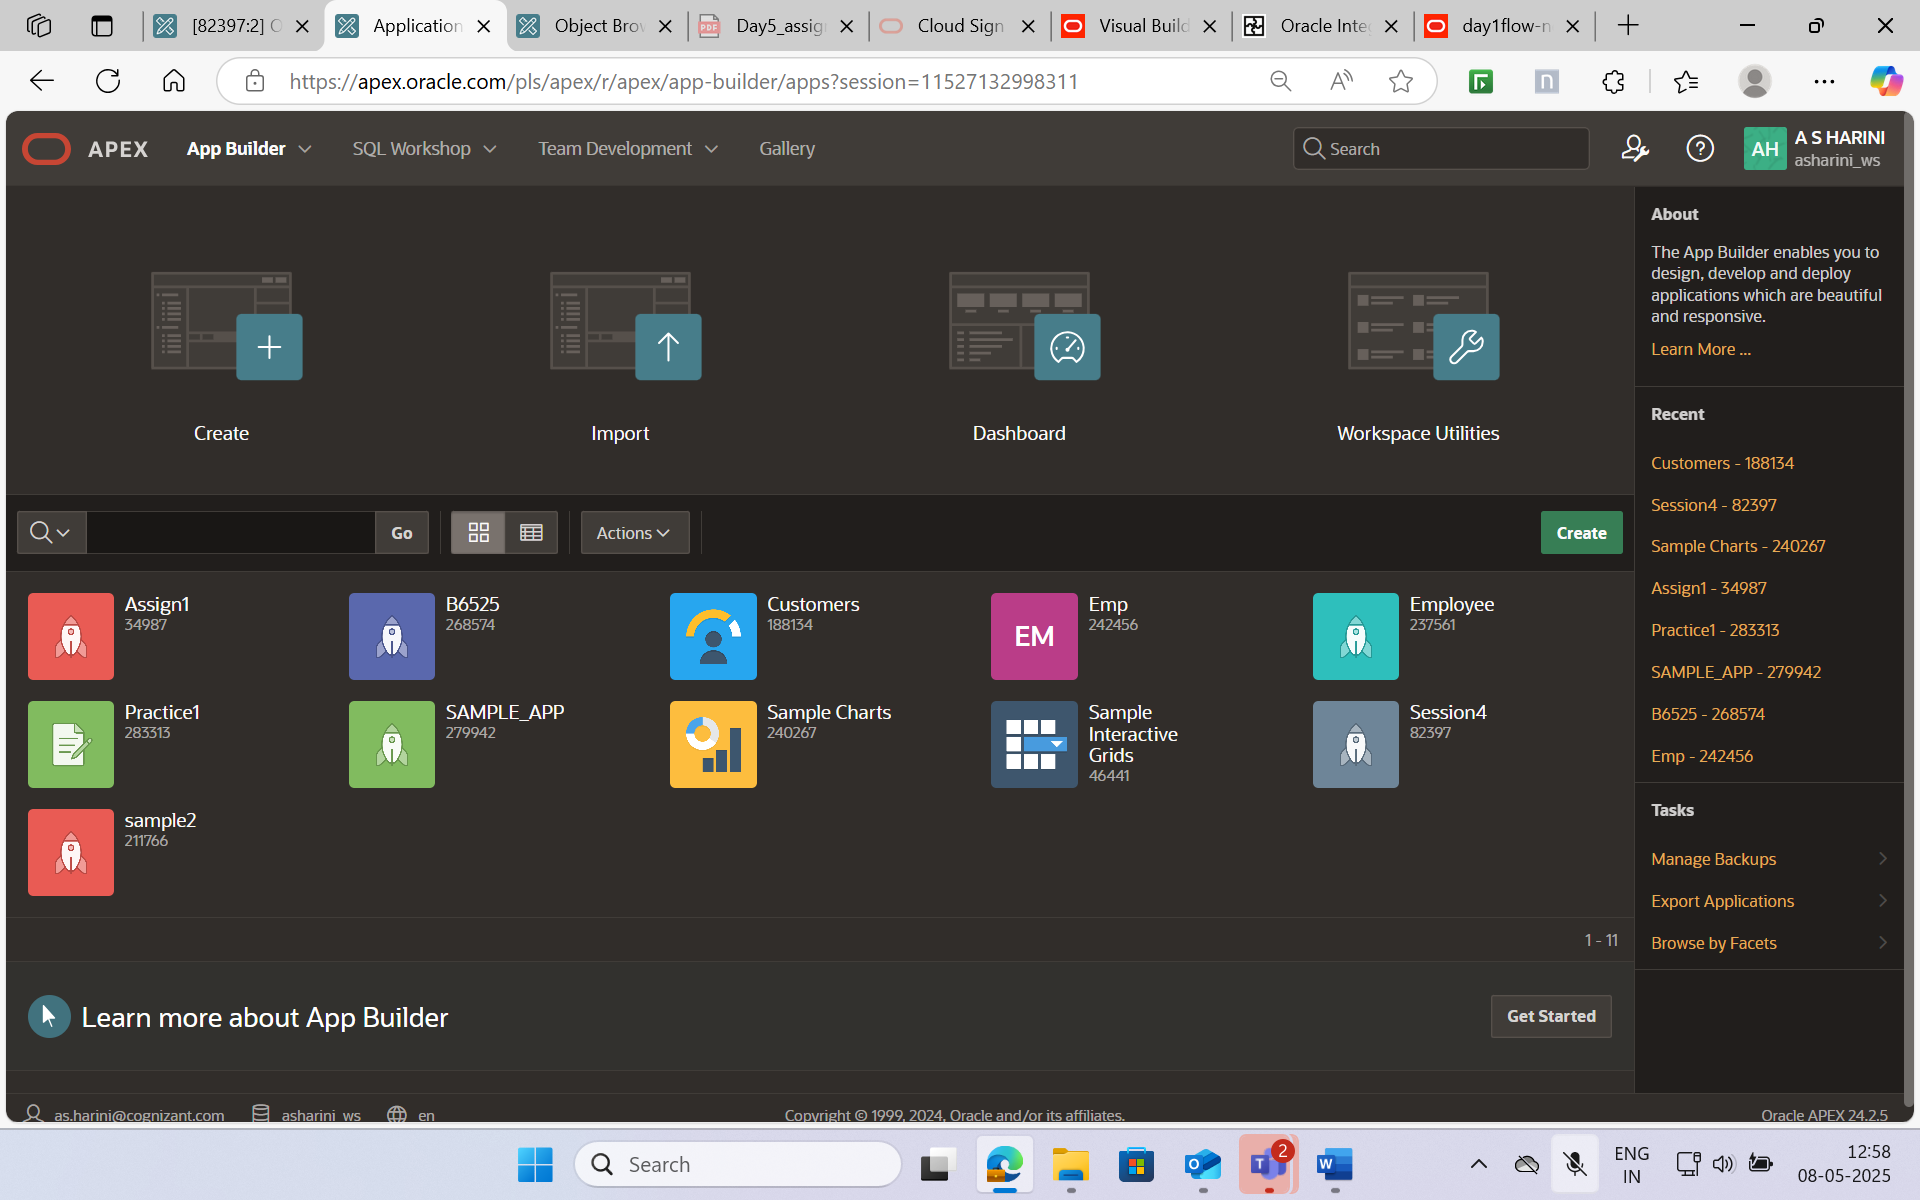 [82397:2] O
Application
Object Brow
Day5_assig
Cloud Sign
Visual Build
Oracle Inte
day1flow-n
https://apex.oracle.com/pls/apex/r/apex/app-builder/apps?session=11527132998311
APEX
App Builder
SQL Workshop
Team Development
Gallery
Search
AH
A S HARINI
asharini_ws
Create
Import
Dashboard
Workspace Utilities
Go
Actions
Create
Assign1
34987
B6525
268574
Customers
188134
EM
Emp
242456
Employee
237561
Practice1
283313
SAMPLE_APP
279942
Sample Charts
240267
Sample
Interactive
Grids
46441
Session4
82397
sample2
211766
1 - 11
Learn more about App Builder
Get Started
About
The App Builder enables you to
design, develop and deploy
applications which are beautiful
and responsive.
Learn More ...
Recent
Customers - 188134
Session4 - 82397
Sample Charts - 240267
Assign1 - 34987
Practice1 - 283313
SAMPLE_APP - 279942
B6525 - 268574
Emp - 242456
Tasks
Manage Backups
Export Applications
Browse by Facets
as.harini@cognizant.com
asharini_ws
en
Copyright © 1999, 2024, Oracle and/or its affiliates.
Oracle APEX 24.2.5
Search
2
ENG
IN
12:58
08-05-2025